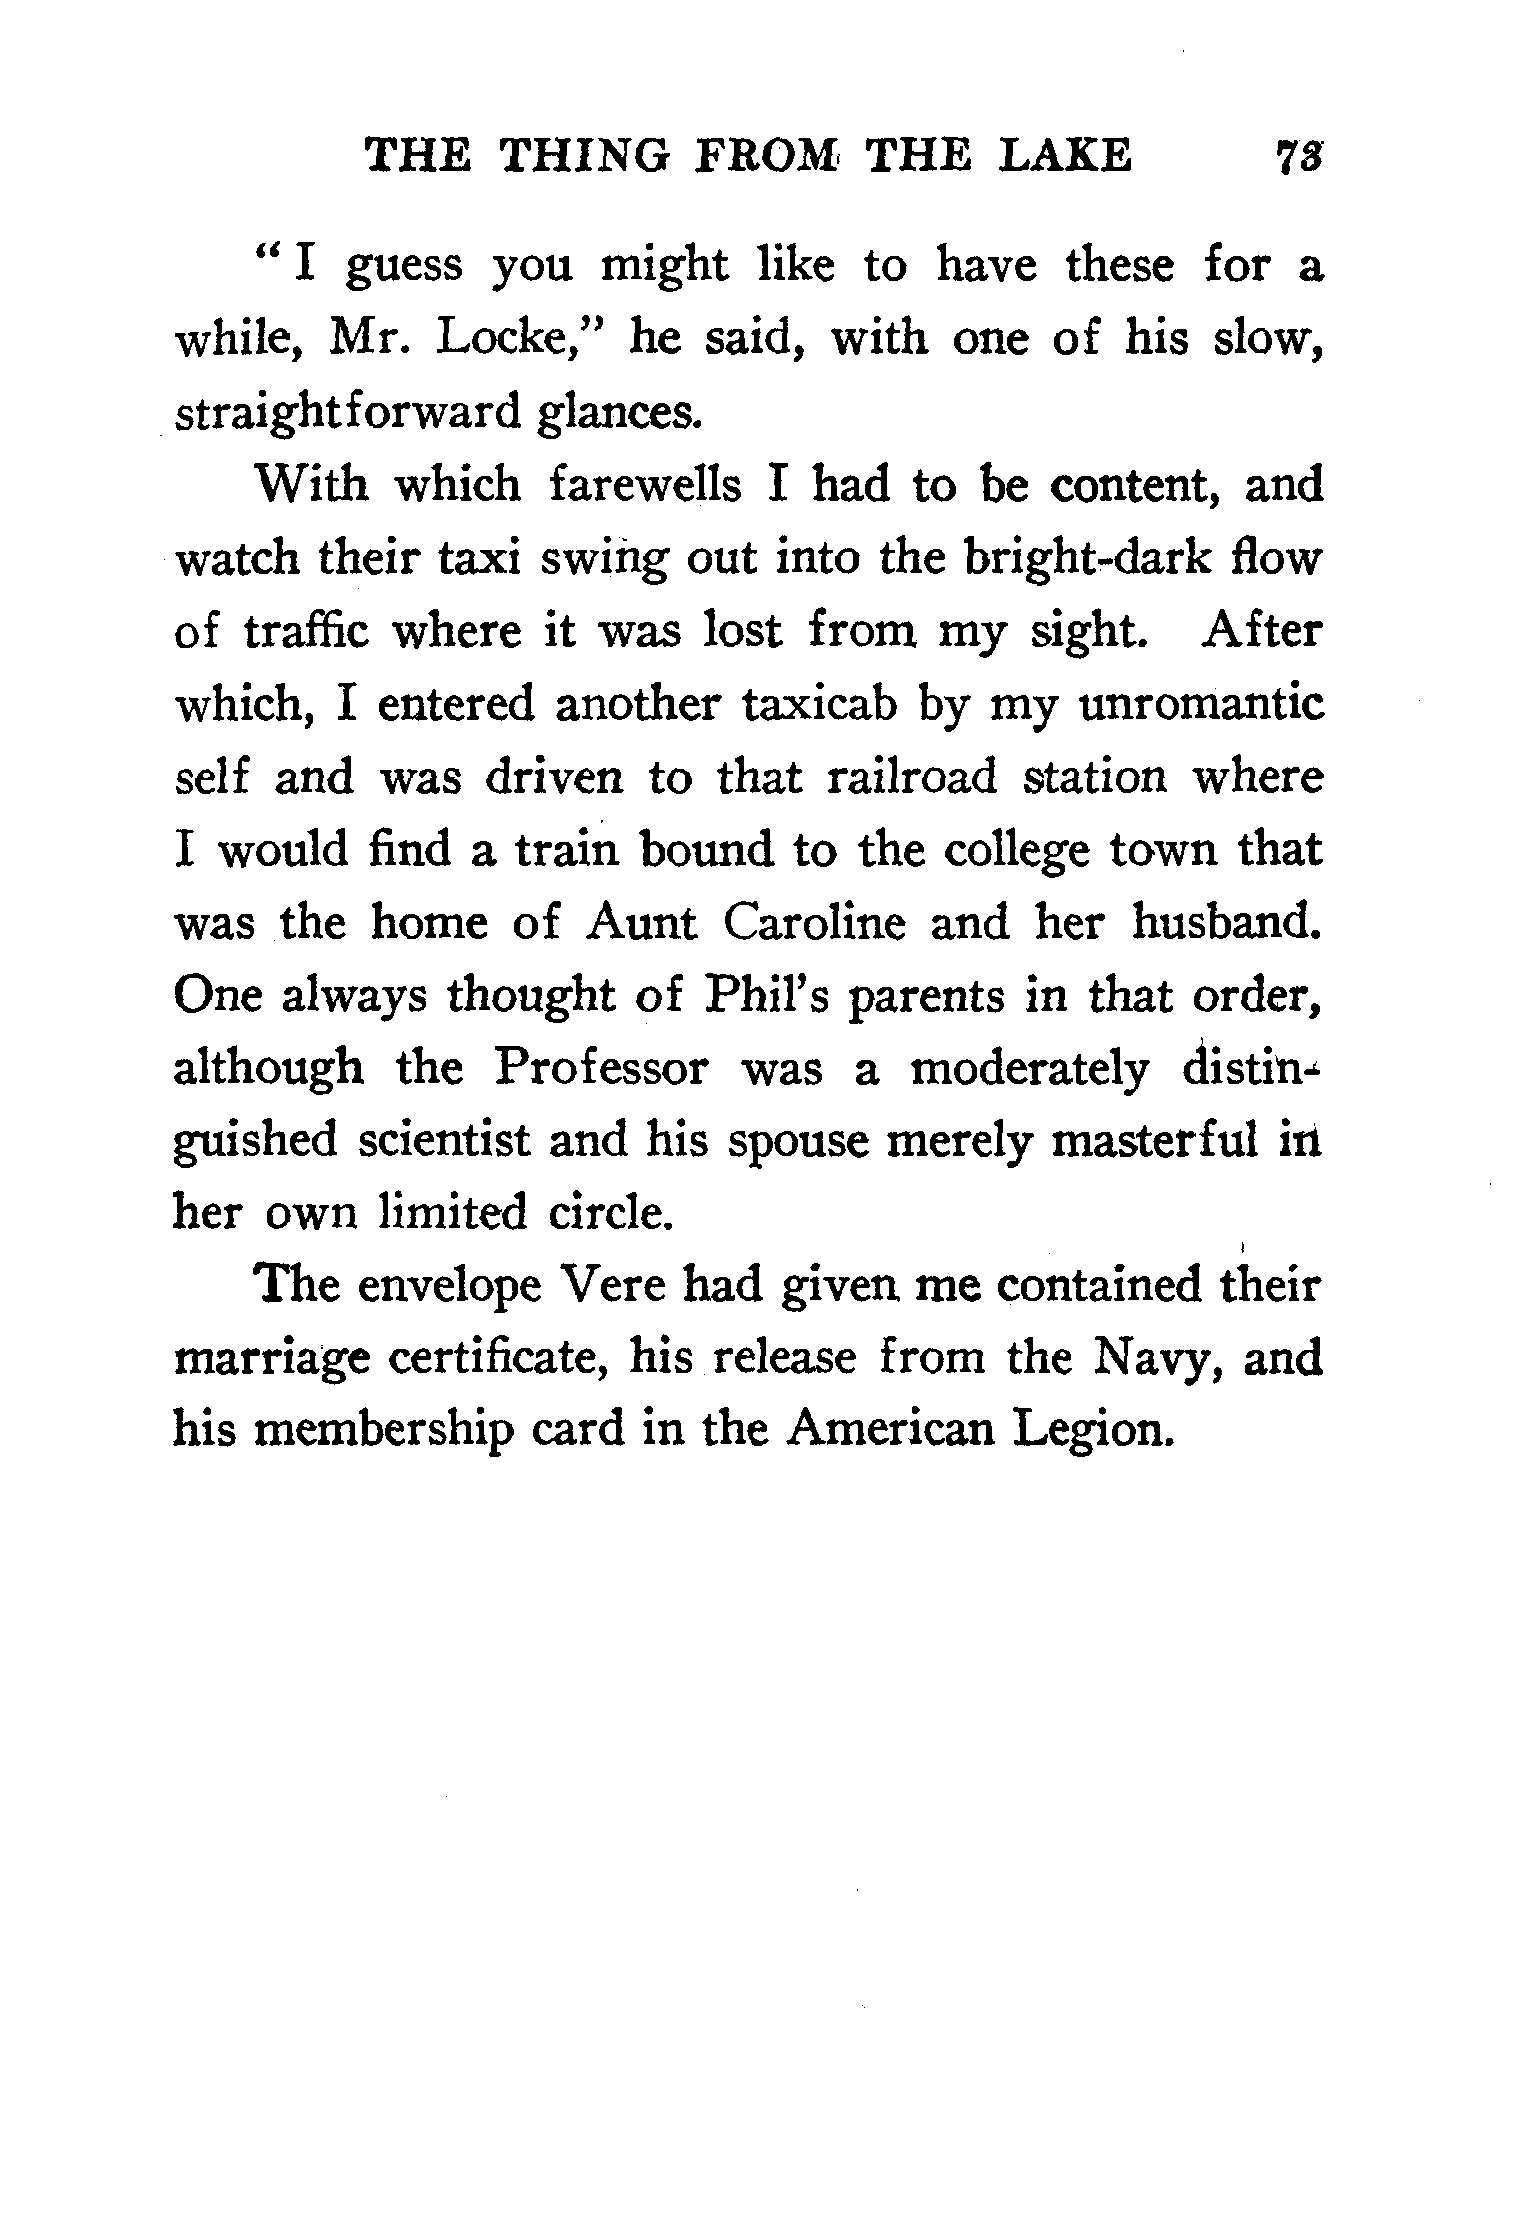 THE THING FROM THE LAKE 73
“I guess you might like to have these for a
while, Mr. Locke,” he said, with one of his slow,
straightforward glances.
With which farewells I had to be content, and
watch their taxi swing out into the bright-dark flow
of traffic where it was lost from my sight. After
which, I entered another taxicab by my unromantic
self and was driven to that railroad station where
I would find a train bound to the college town that
was the home of Aunt Caroline and her husband.
One always thought of Phil’s parents in that order,
although the Professor was a moderately distin-
guished scientist and his spouse merely masterful in
her own limited circle.
The envelope Vere had given me contained their
marriage certificate, his release from the Navy, and
his membership card in the American Legion.